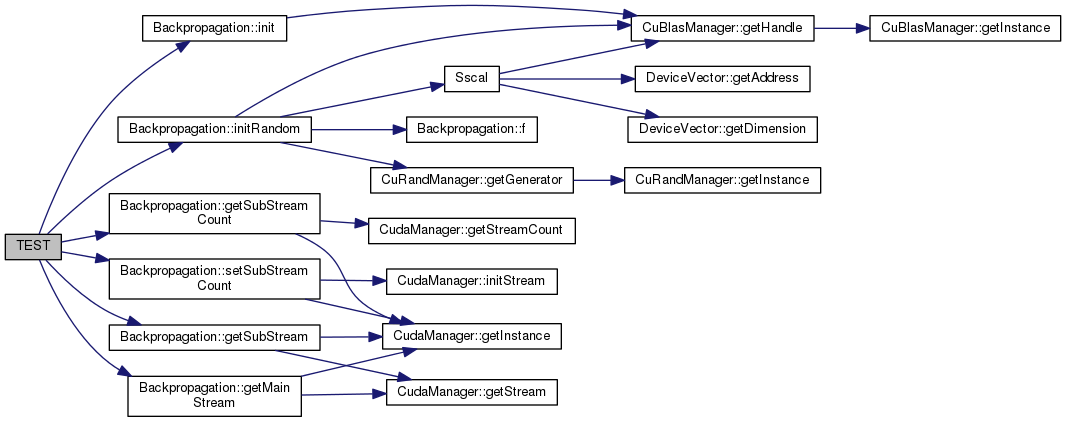 Backpropagation::init
CuBlasManager::getHandle
CuBlasManager::getInstance
Sscal
DeviceVector::getAddress
Backpropagation::initRandom
Backpropagation::f
DeviceVector::getDimension
CuRandManager::getGenerator
CuRandManager::getInstance
Backpropagation::getSubStream
Count
CudaManager::getStreamCount
TEST
Backpropagation::setSubStream
Count
CudaManager::initStream
Backpropagation::getSubStream
CudaManager::getInstance
Backpropagation::getMain
Stream
CudaManager::getStream